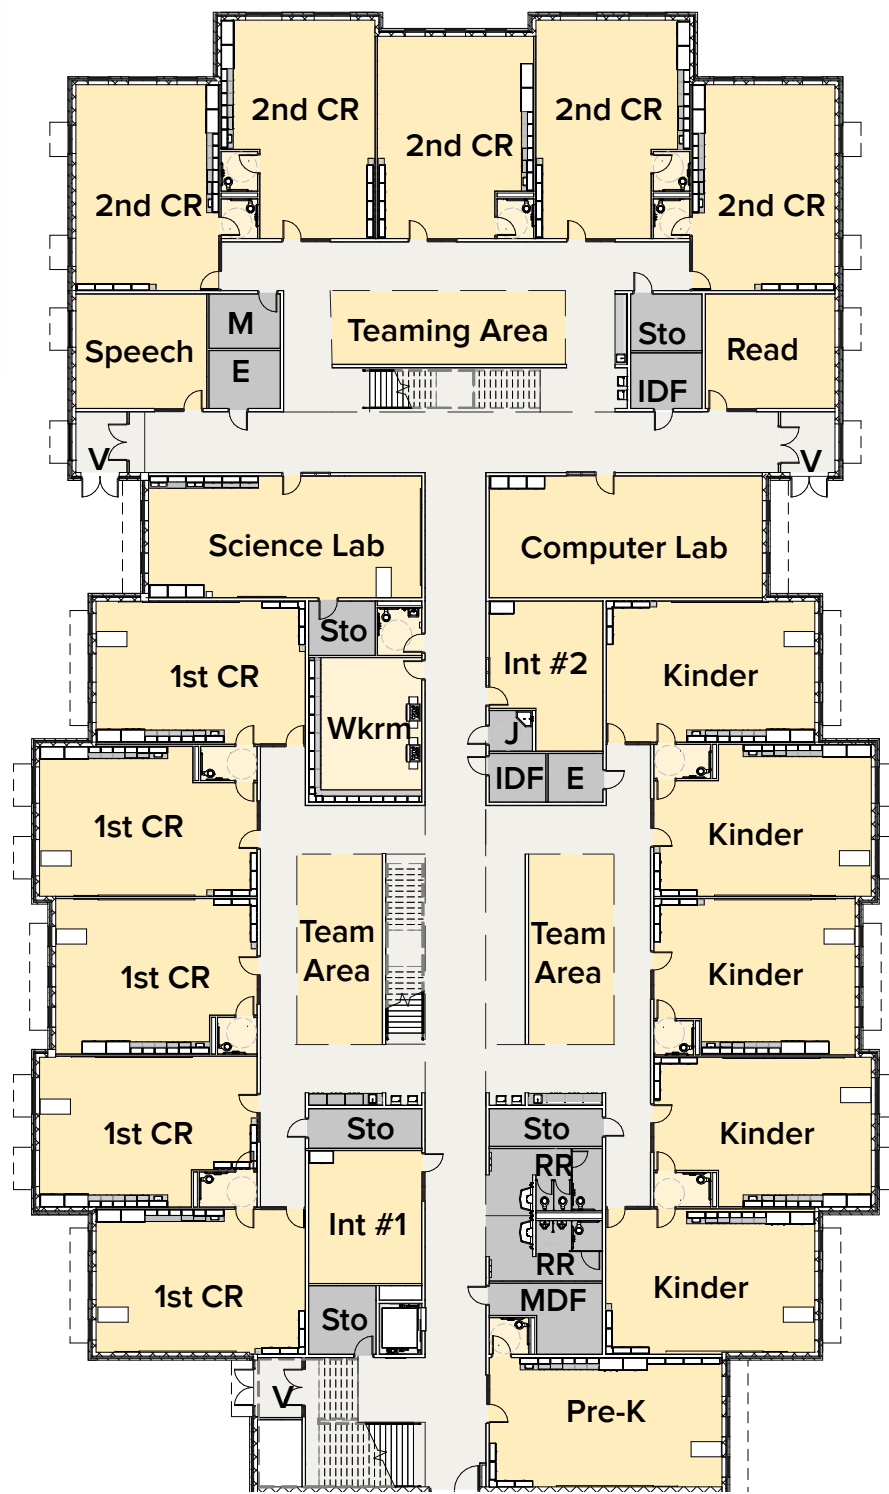 2nd CR
2nd CR
2nd CR
2nd CR
2nd CR
Teaming Area
Speech
M
E
Sto
IDF
Read
V
V
Science Lab
Computer Lab
Sto
1st CR
Wkrm
Int #2
Kinder
J
IDF
E
1st CR
Kinder
Team
Area
Team
Area
1st CR
Kinder
1st CR
Sto
Sto
Kinder
RR
Int #1
RR
1st CR
Kinder
MDF
Sto
V
Pre-K